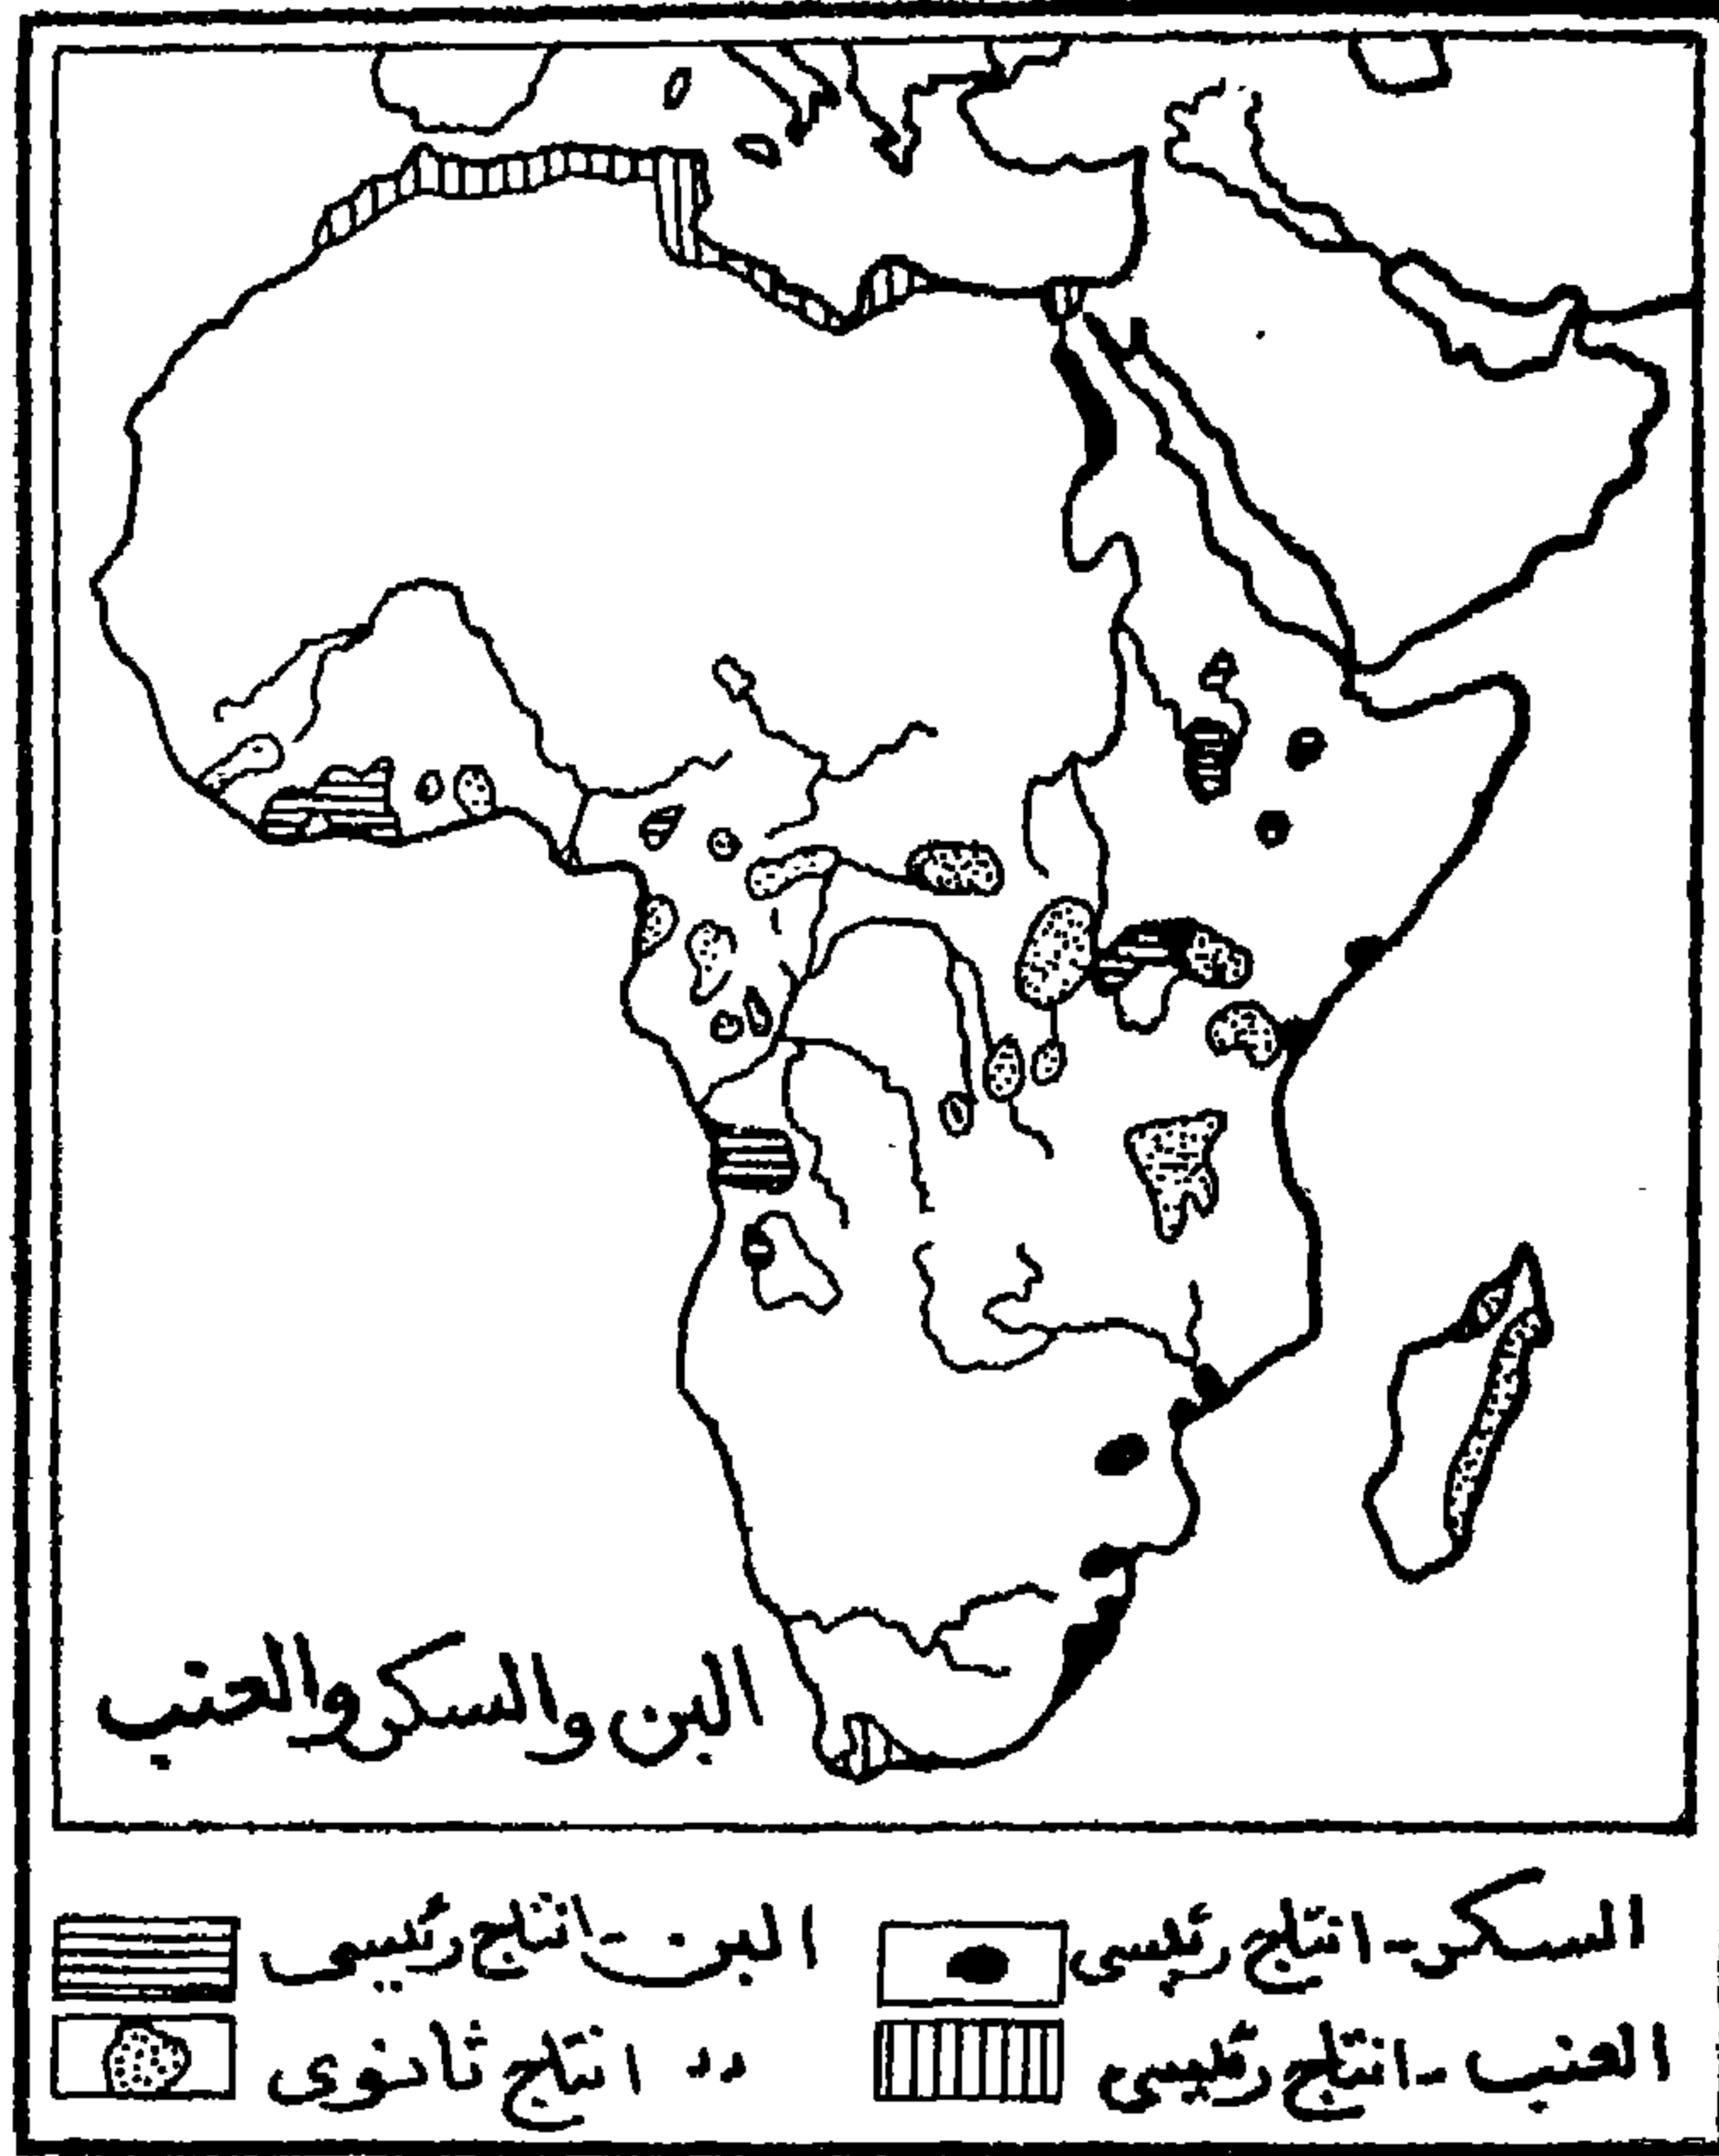 البن والسكر والعنب
السكر - انتاج رئيسى
البن - انتاج رئيسى
العنب - انتاج رئيسى
" انتاج ثانوى